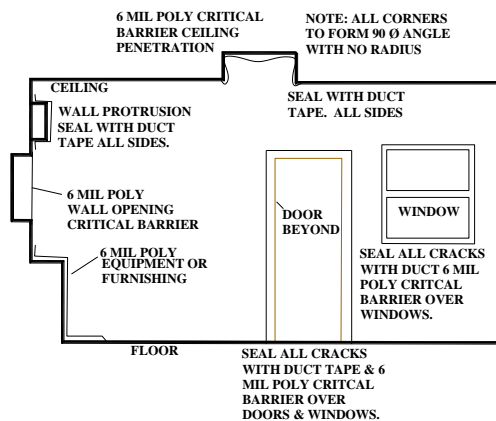 6 MIL POLY CRITICAL
BARRIER CEILING
PENETRATION
NOTE: ALL CORNERS
TO FORM 90 Ø ANGLE
WITH NO RADIUS
CEILING
WALL PROTRUSION
SEAL WITH DUCT
TAPE ALL SIDES.
SEAL WITH DUCT
TAPE. ALL SIDES
6 MIL POLY
WALL OPENING
CRITICAL BARRIER
DOOR
BEYOND
WINDOW
6 MIL POLY
EQUIPMENT OR
FURNISHING
SEAL ALL CRACKS
WITH DUCT 6 MIL
POLY CRITCAL
BARRIER OVER
WINDOWS.
FLOOR
SEAL ALL CRACKS
WITH DUCT TAPE & 6
MIL POLY CRITCAL
BARRIER OVER
DOORS & WINDOWS.